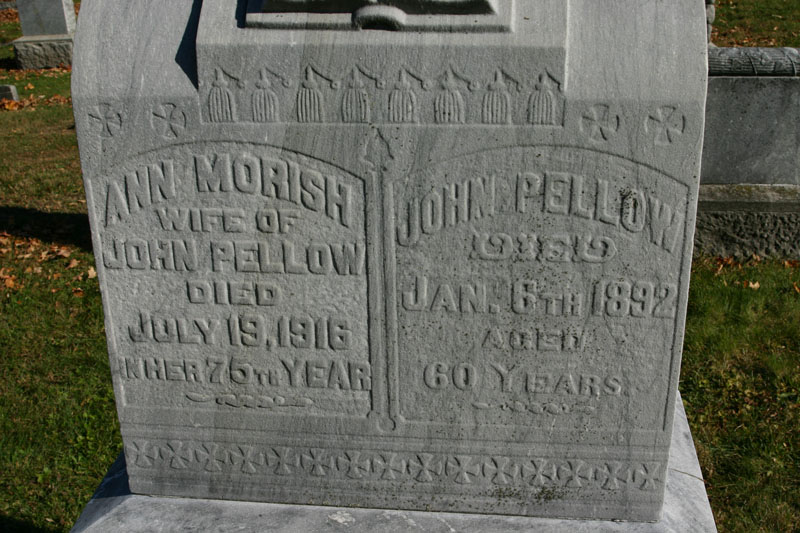 ANN MORISH
WIFE OF
JOHN PELLOW
DIED
JULY 19, 1916
IN HER 75TH YEAR
JOHN PELLOW
DIED
JAN. 6TH 1892
AGED
60 YEARS.